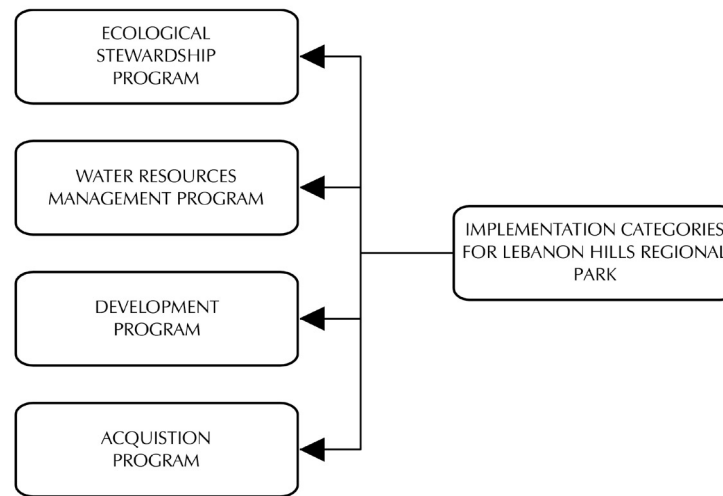 ECOLOGICAL
STEWARDSHIP
PROGRAM
WATER RESOURCES
MANAGEMENT PROGRAM
DEVELOPMENT
PROGRAM
ACQUISTION
PROGRAM
IMPLEMENTATION CATEGORIES
FOR LEBANON HILLS REGIONAL
PARK